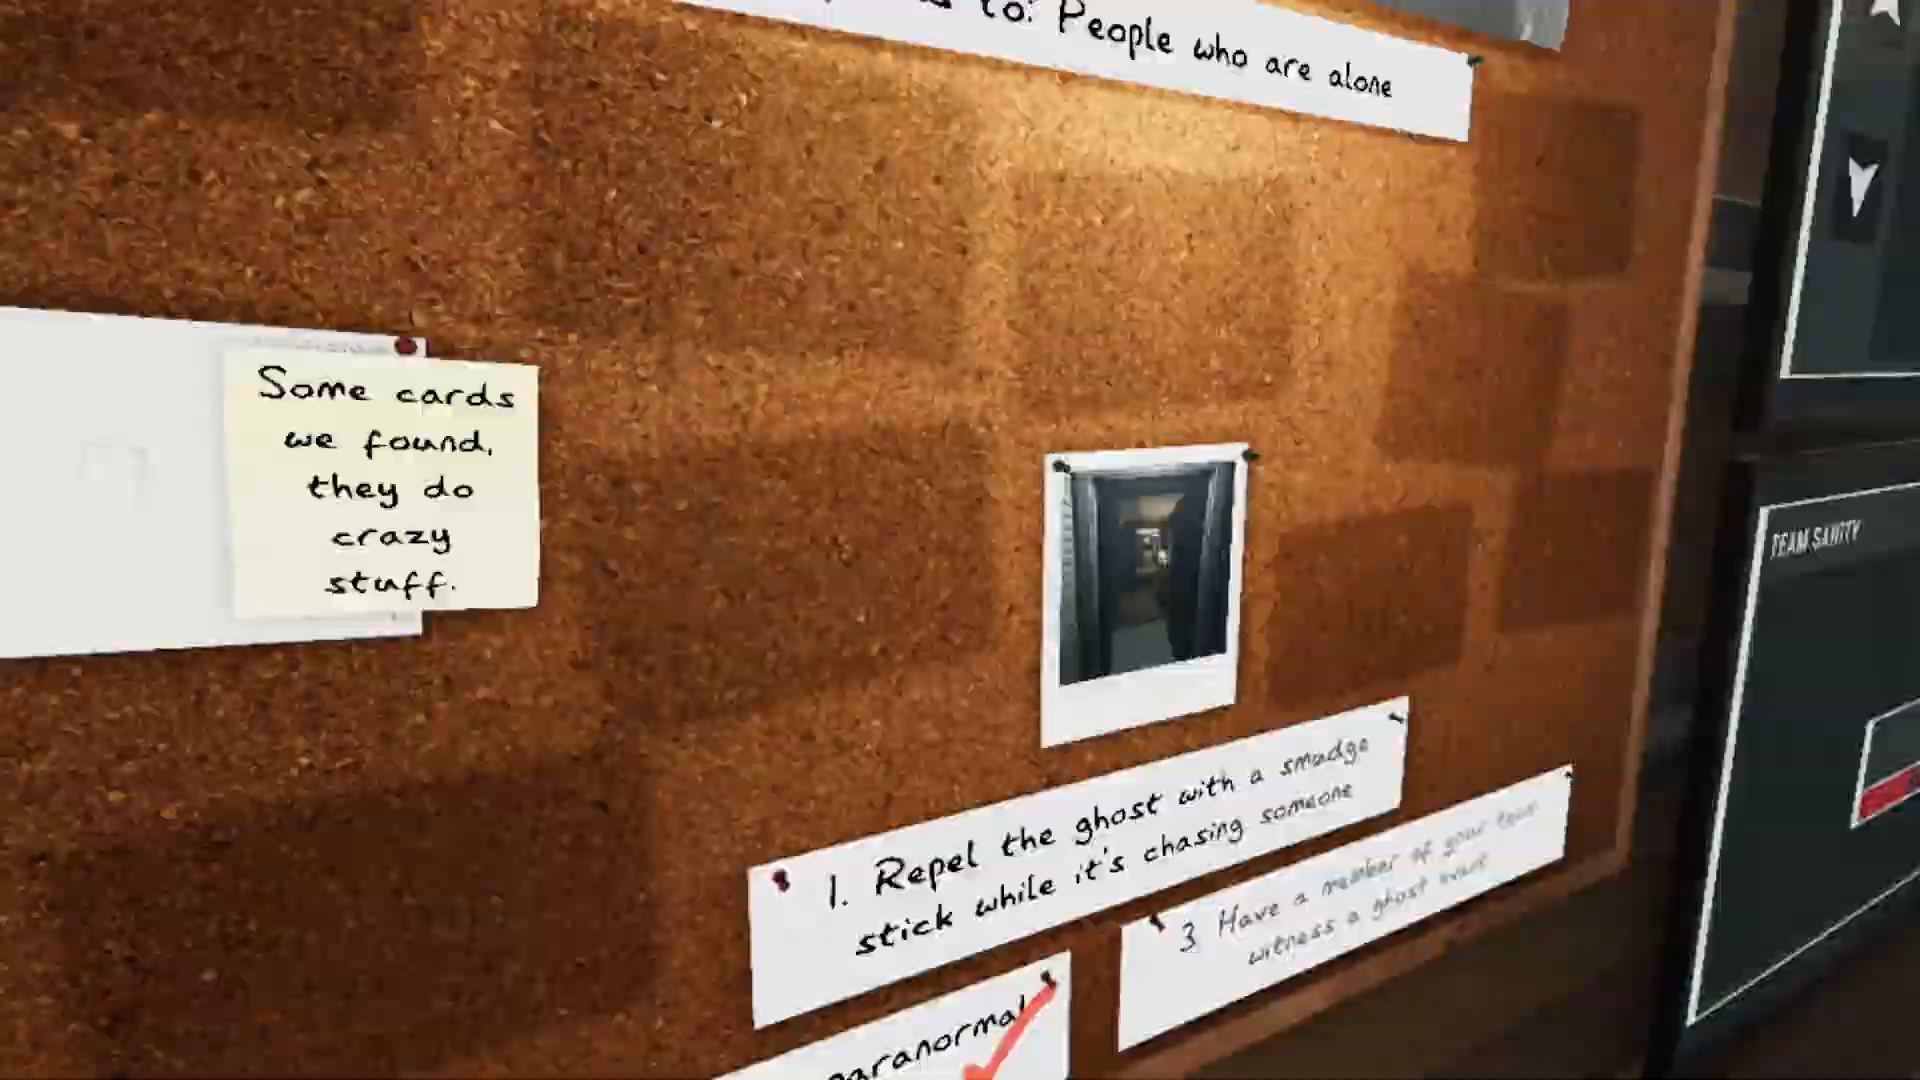 to: People who are alone
Some cards
we found,
they do
crazy
stuff.
TEAM SANITY
1. Repel the ghost with a smudge
stick while it's chasing someone
3 Have a member of your team
witness a ghost event
paranormal